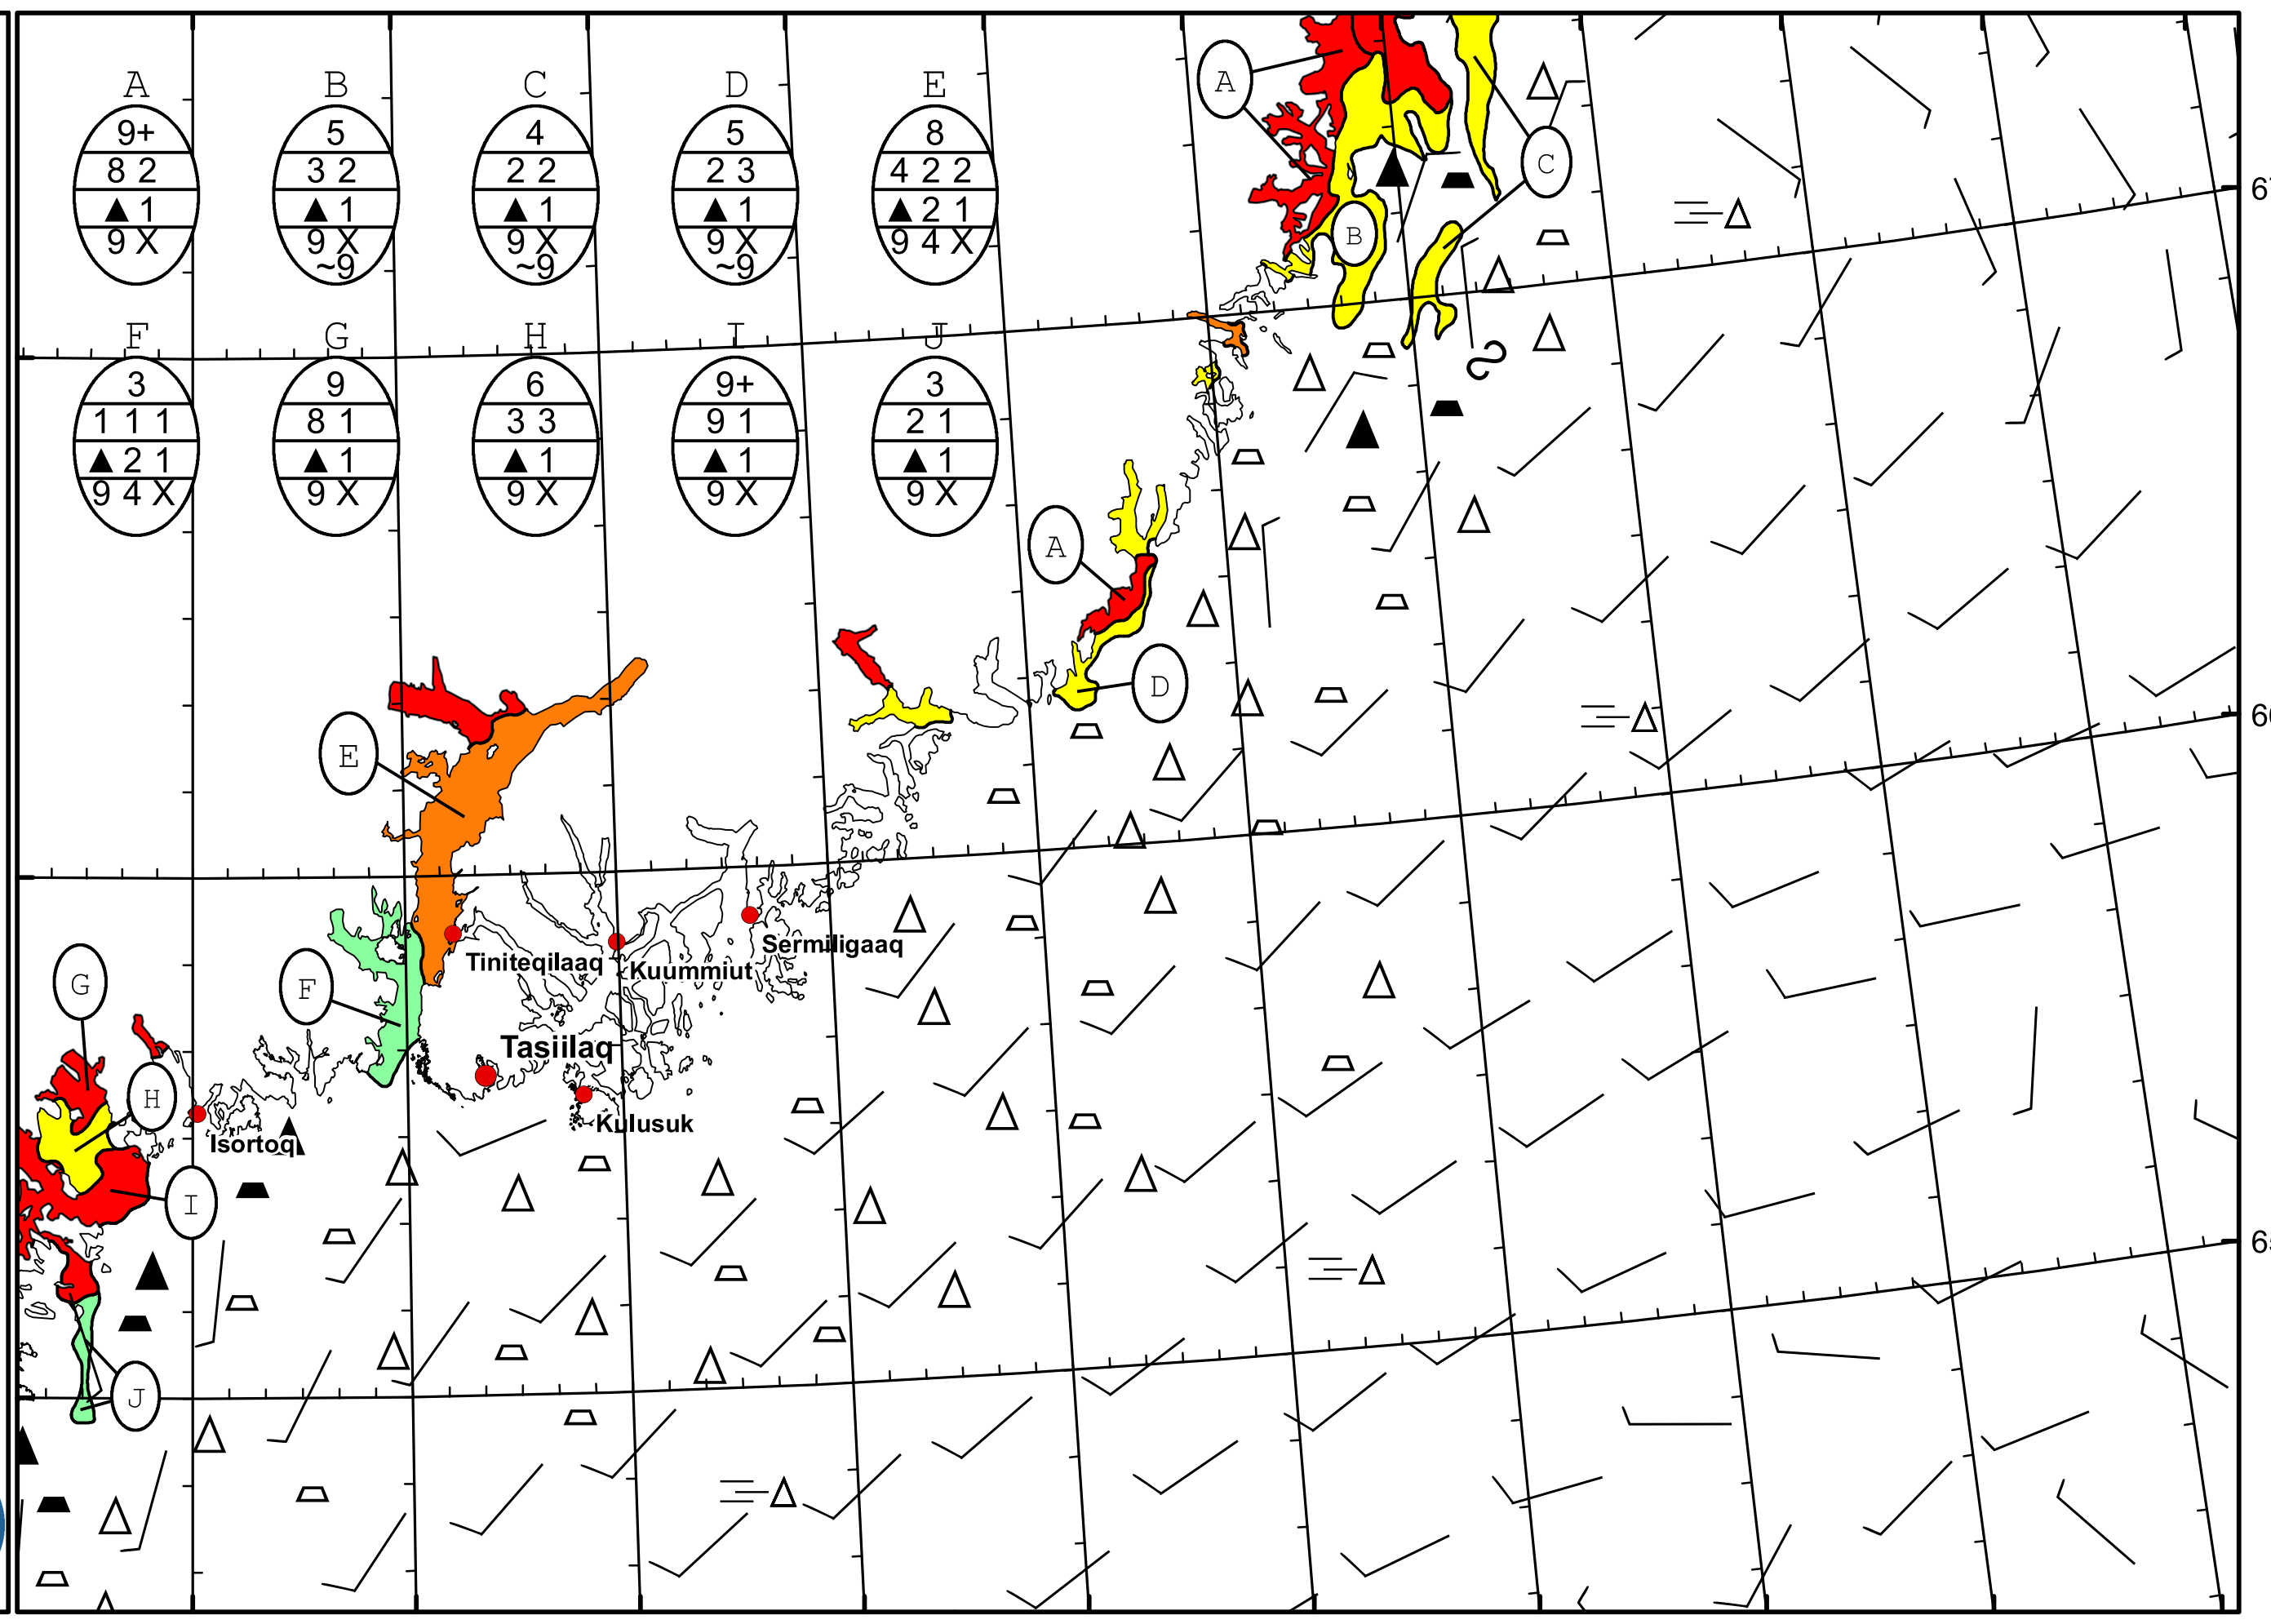 A B C D E
9+ 5 4 5 8
8 2 3 2 2 2 2 3 4 2 2
▲ 1 ▲ 1 ▲ 1 ▲ 1 ▲ 2 1
9 X 9 X 9 X 9 X 9 4 X
~9 ~9 ~9
F G H I J
3 9 6 9+ 3
1 1 1 8 1 3 3 9 1 2 1
▲ 2 1 ▲ 1 ▲ 1 ▲ 1 ▲ 1
9 4 X 9 X 9 X 9 X 9 X
A
C
B
A
D
E
Sermiligaaq
Tiniteqilaaq
Kuummiut
G
F
Tasiilaq
H
Kulusuk
Isortoq
I
J